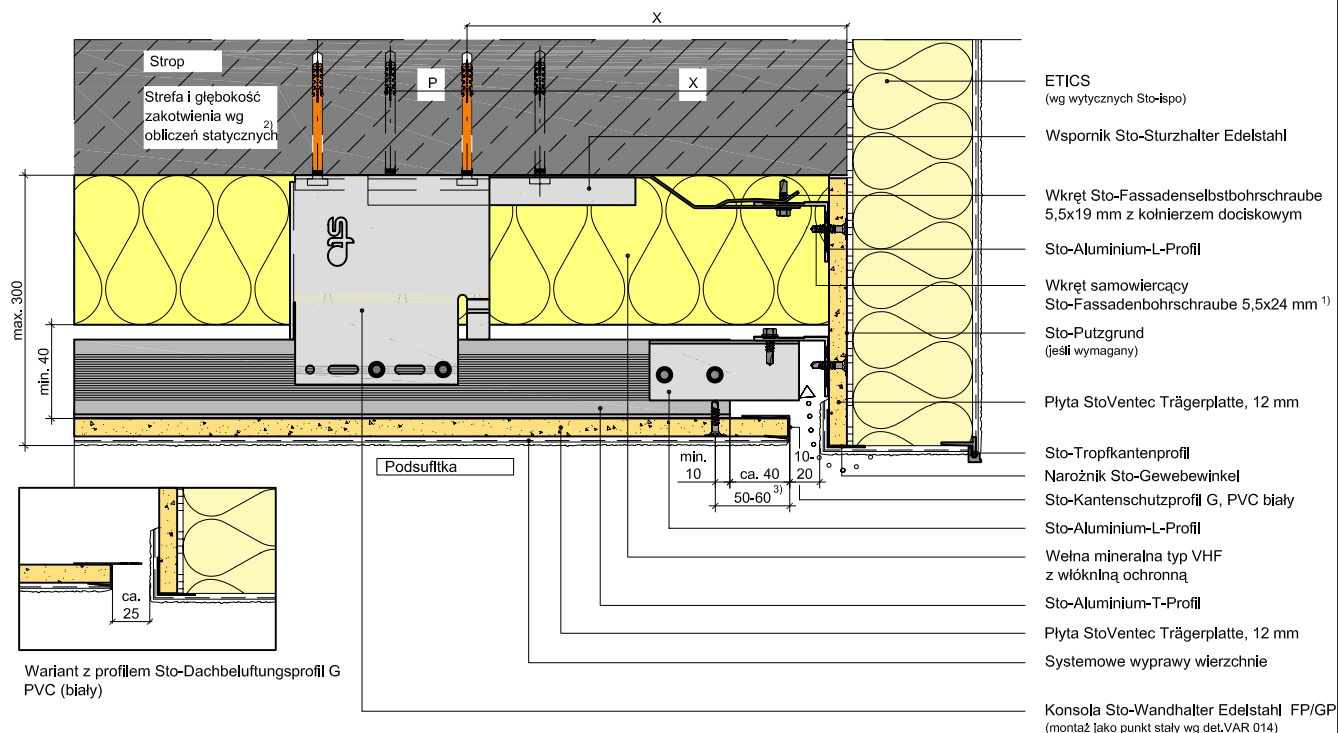 X
Strop
P
X
Strefa i głębokość
zakotwienia wg
obliczeń statycznych 2)
sto
max. 300
min. 40
Podsufltka
min.
10
ca. 40
10-
20
50-60 3)
ca.
25
Wariant z profilem Sto-Dachbeluftungsprofil G
PVC (biały)
ETICS
(wg wytycznych Sto-ispo)
Wspornik Sto-Sturzhalter Edelstahl
Wkręt Sto-Fassadenselbstbohrschraube
5,5x19 mm z kołnierzem dociskowym
Sto-Aluminium-L-Profil
Wkręt samowiercący
Sto-Fassadenbohrschraube 5,5x24 mm 1)
Sto-Putzgrund
(jeśli wymagany)
Płyta StoVentec Trägerplatte, 12 mm
Sto-Tropfkantenprofil
Narożnik Sto-Gewebewinkel
Sto-Kantenschutzprofil G, PVC biały
Sto-Aluminium-L-Profil
Wełna mineralna typ VHF
z włóknlną ochronną
Sto-Aluminium-T-Profil
Płyta StoVentec Trägerplatte, 12 mm
Systemowe wyprawy wierzchnie
Konsola Sto-Wandhalter Edelstahl FP/GP
(montaż jako punkt stały wg det.VAR 014)